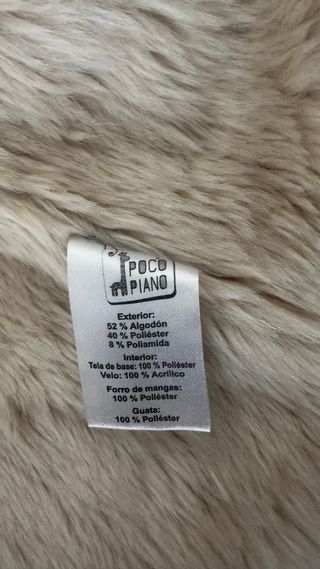 POCO
PIANO
Exterior:
52 % Algodón
40 % Poliéster
8 % Poliamida
Interior:
Tela de base: 100 % Poliéster
Velo: 100 % Acrílico
Forro de mangas:
100 % Poliéster
Guata:
100 % Poliéster